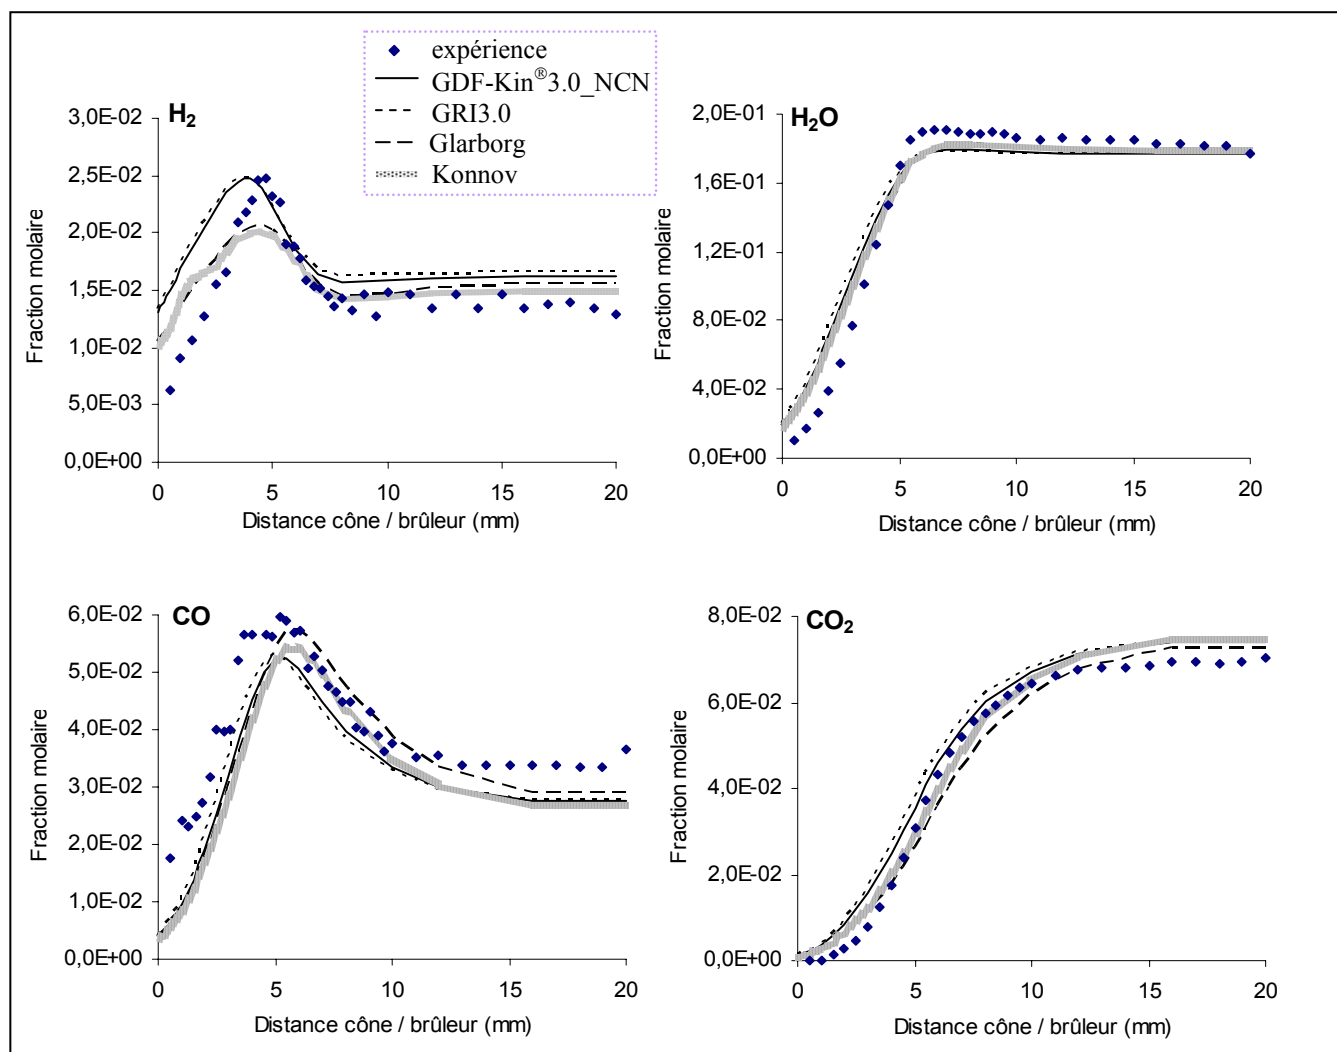 expérience
GDF-Kin®3.0_NCN
GRI3.0
Glarborg
Konnov
H2
3,0E-02
2,5E-02
2,0E-02
1,5E-02
1,0E-02
5,0E-03
0,0E+00
Fraction molaire
0 5 10 15 20
Distance cône / brûleur (mm)
H2O
2,0E-01
1,6E-01
1,2E-01
8,0E-02
4,0E-02
0,0E+00
Fraction molaire
0 5 10 15 20
Distance cône / brûleur (mm)
CO
6,0E-02
5,0E-02
4,0E-02
3,0E-02
2,0E-02
1,0E-02
0,0E+00
Fraction molaire
0 5 10 15 20
Distance cône / brûleur (mm)
CO2
8,0E-02
6,0E-02
4,0E-02
2,0E-02
0,0E+00
Fraction molaire
0 5 10 15 20
Distance cône / brûleur (mm)